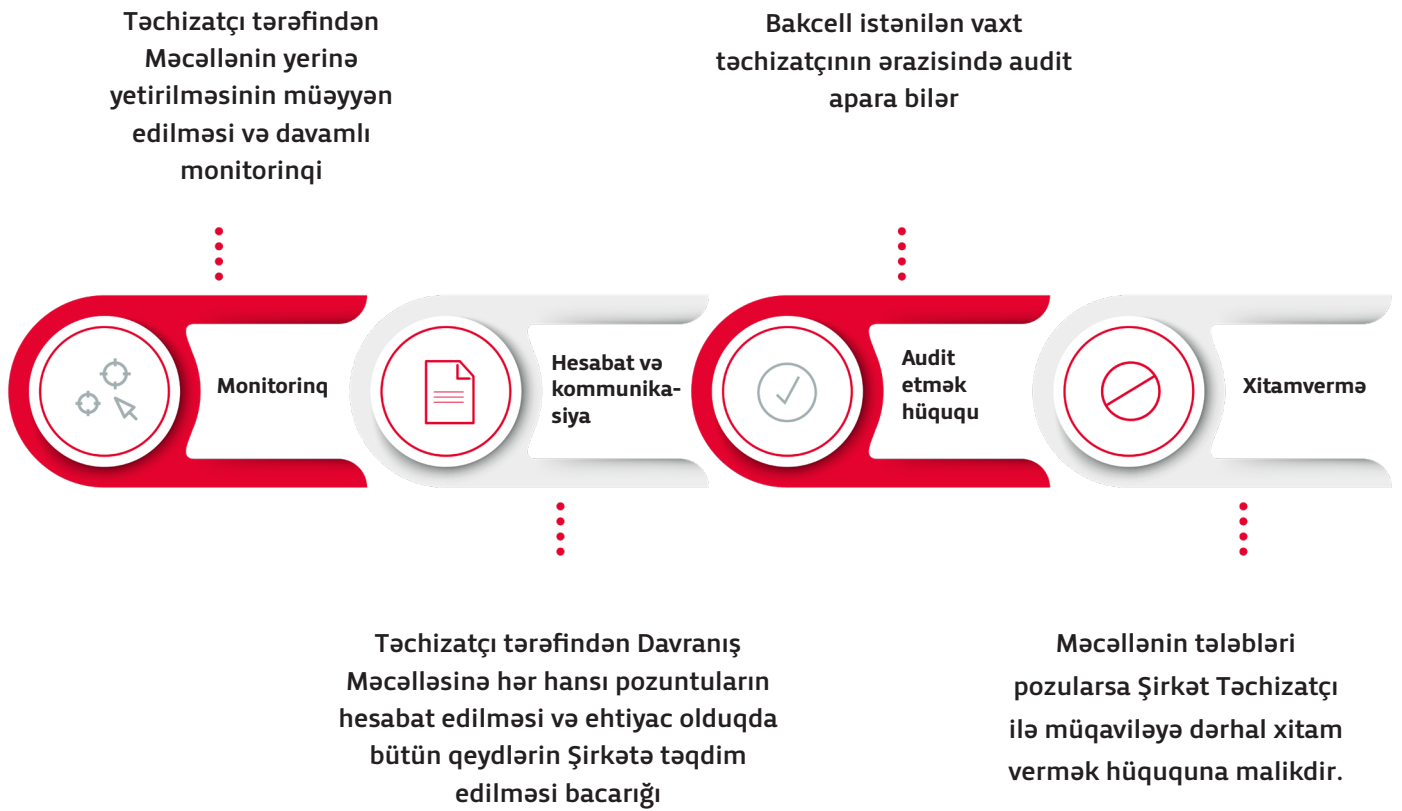 Təchizatçı tərəfindən
Məcəllənin yerinə
yetirilməsinin müəyyən
edilməsi və davamlı
monitorinqi
Bakcell istənilən vaxt
təchizatçının ərazisində audit
apara bilər
Monitorinq
Hesabat və
kommunika-
siya
Audit
etmək
hüququ
Xitamvermə
Təchizatçı tərəfindən Davranış
Məcəlləsinə hər hansı pozuntuların
hesabat edilməsi və ehtiyac olduqda
bütün qeydlərin Şirkətə təqdim
edilməsi bacarığı
Məcəllənin tələbləri
pozularsa Şirkət Təchizatçı
ilə müqaviləyə dərhal xitam
vermək hüququna malikdir.